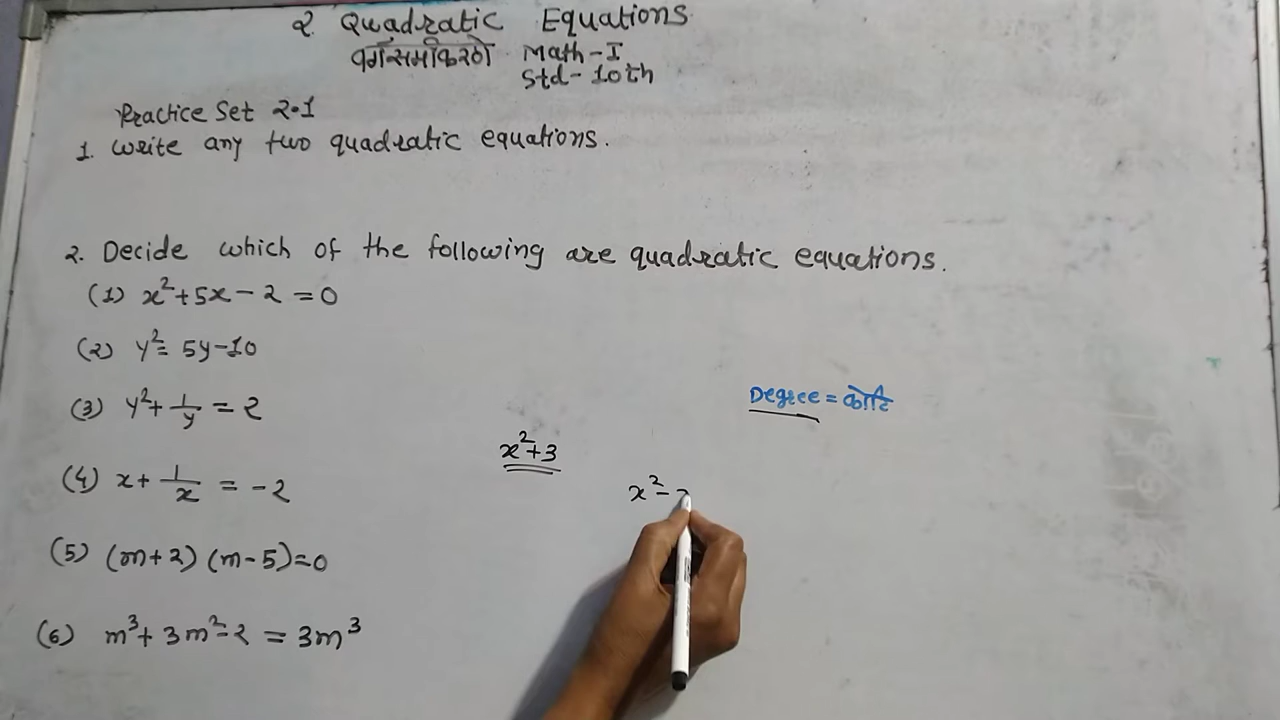 2. Quadratic Equations
वर्गसमीकरणे Math-I
Std-10th
Practice Set 2.1
1. Write any two quadratic equations.
2. Decide which of the following are quadratic equations.
(1) x²+5x-2=0
(2) y²=5y-10
(3) y²+1/y=2
Degree=कोटि
(4) x+1/x=-2
x²+3
x²-
(5) (m+2)(m-5)=0
(6) m³+3m²-2=3m³